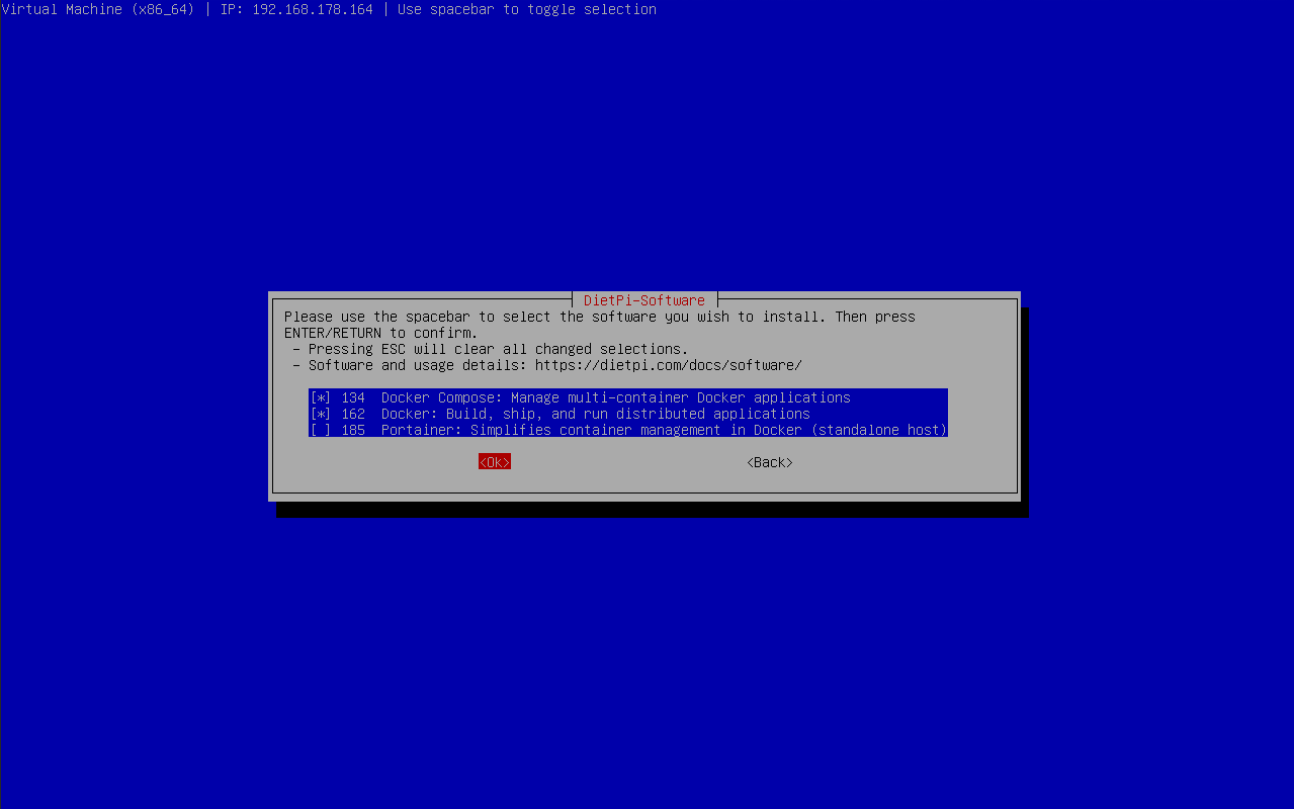 Virtual Machine (x86_64) | IP: 192.168.178.164 | Use spacebar to toggle selection
DietPi-Software
Please use the spacebar to select the software you wish to install. Then press
ENTER/RETURN to confirm.
- Pressing ESC will clear all changed selections.
- Software and usage details: https://dietpi.com/docs/software/
[*] 134 Docker Compose: Manage multi-container Docker applications
[*] 162 Docker: Build, ship, and run distributed applications
[ ] 185 Portainer: Simplifies container management in Docker (standalone host)
<Ok> <Back>